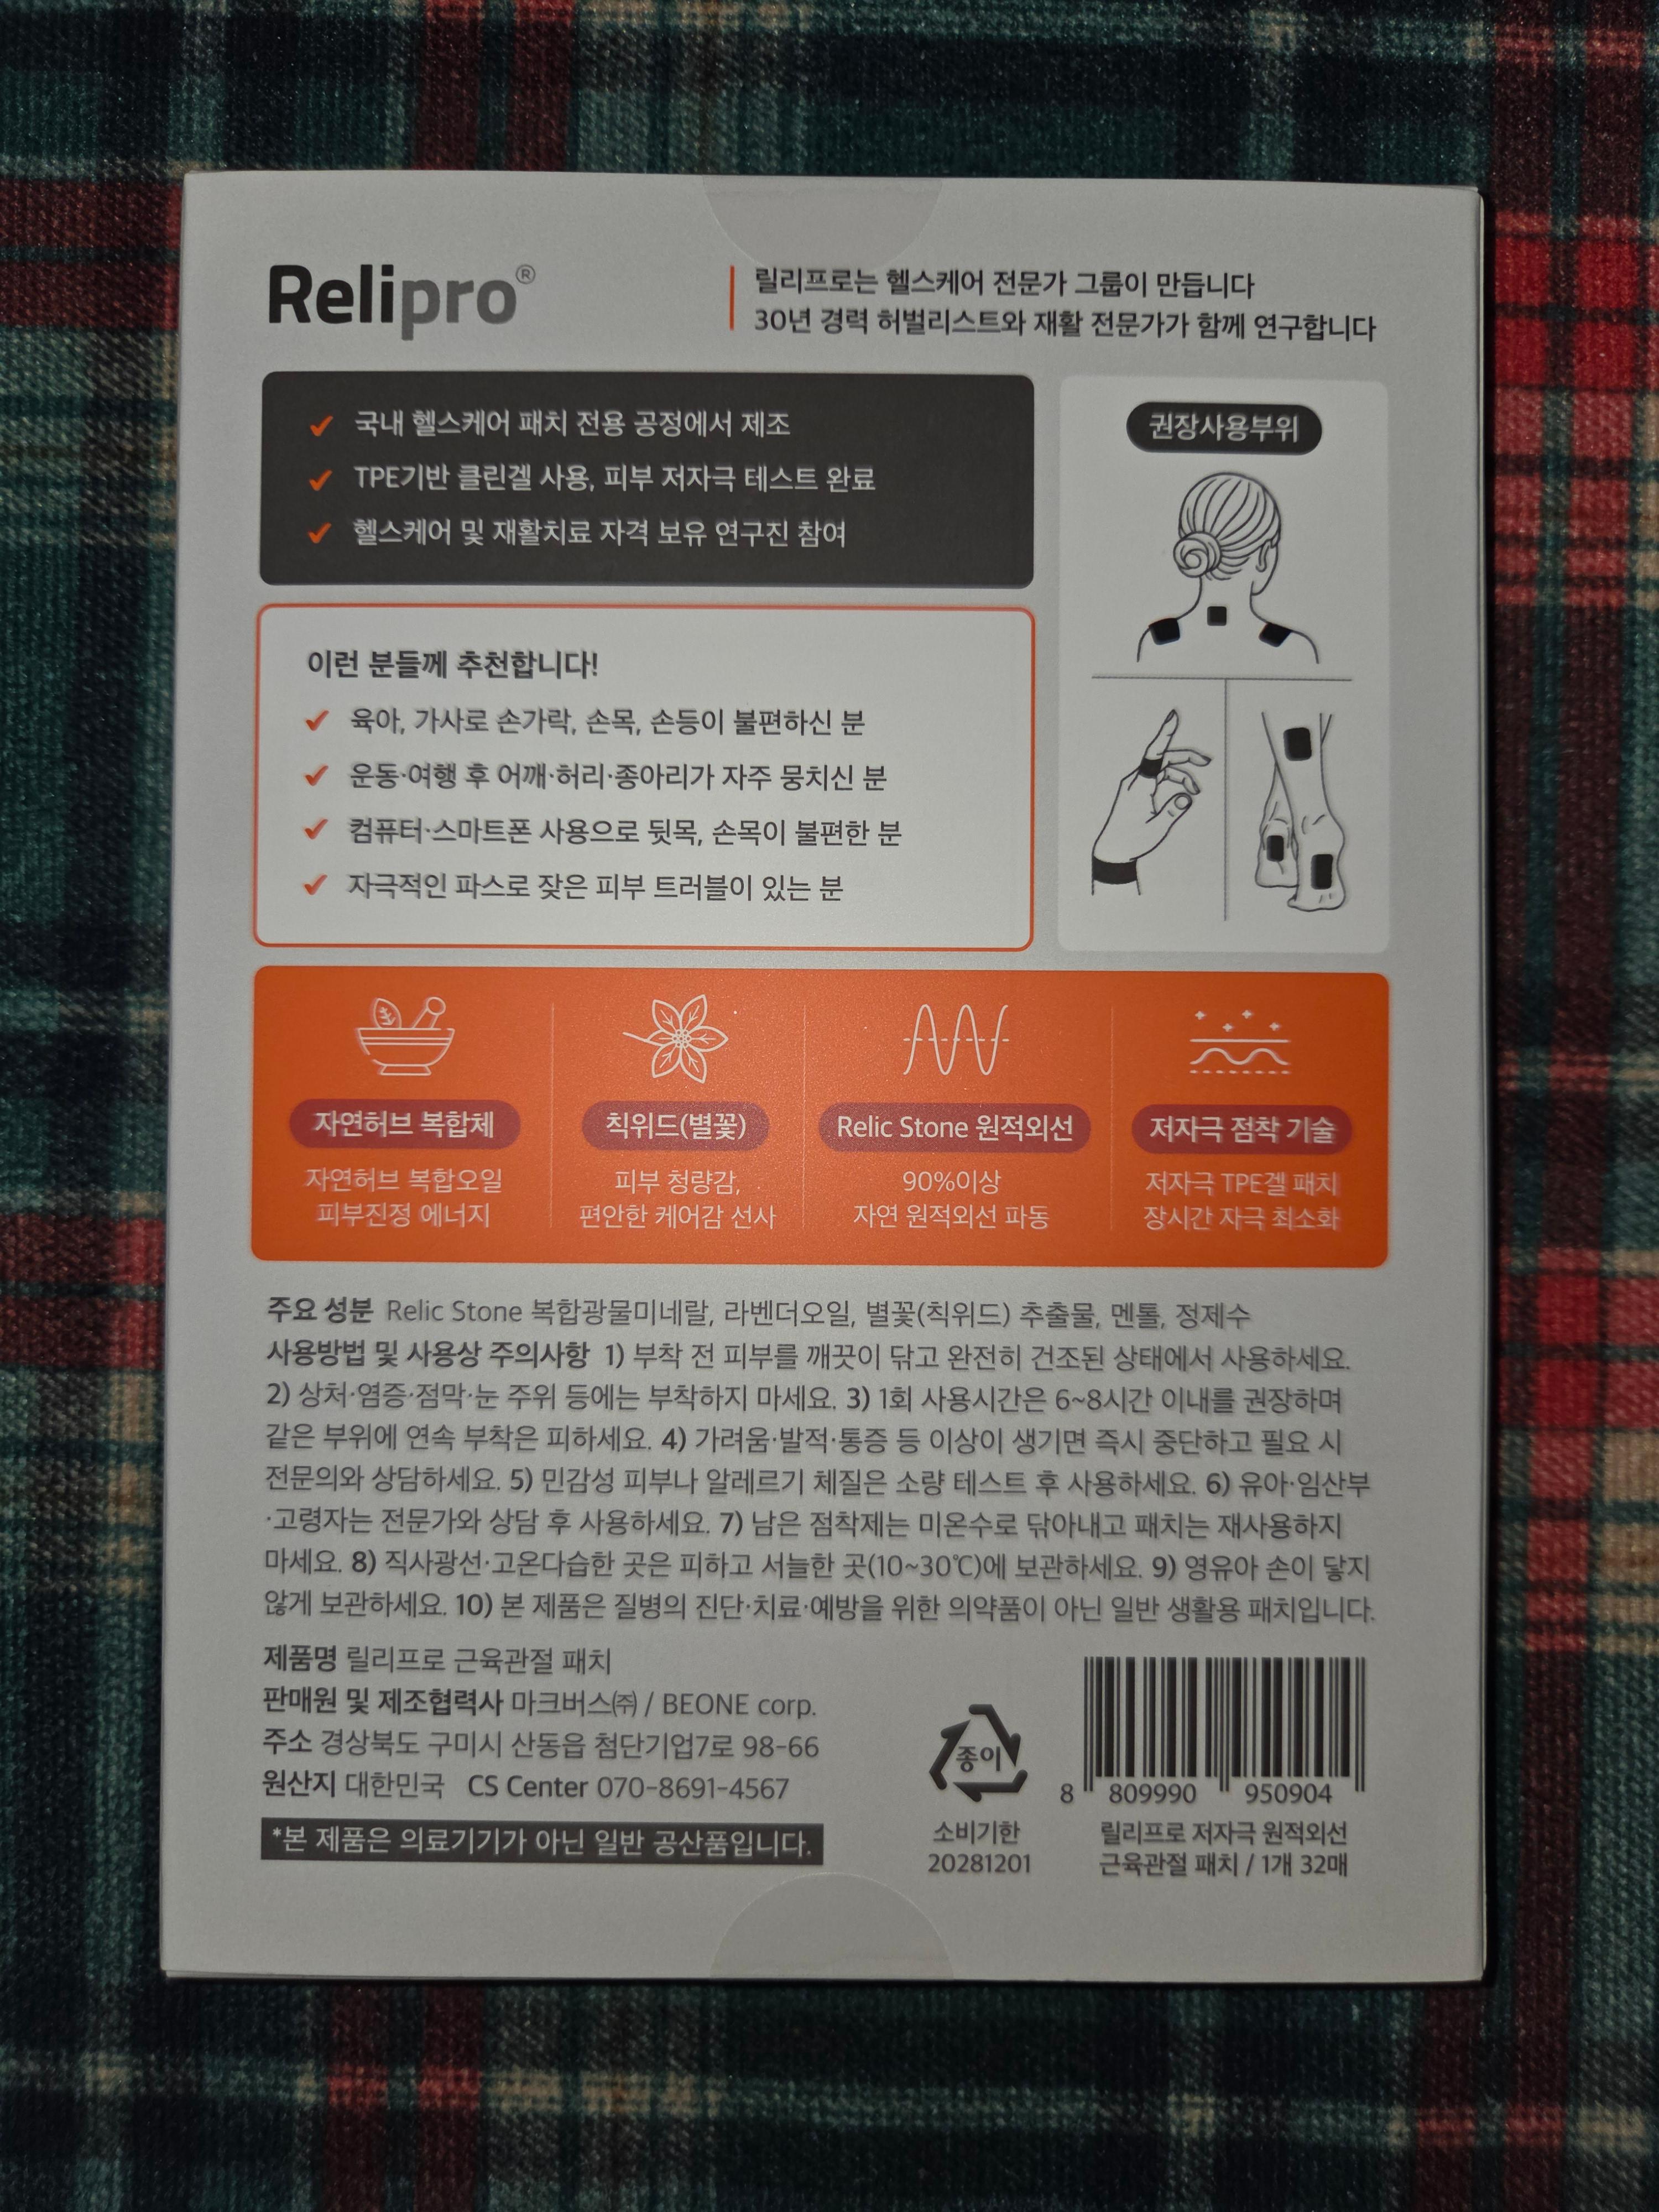 Relipro®
릴리프로는 헬스케어 전문가 그룹이 만듭니다
30년 경력 허벌리스트와 재활 전문가가 함께 연구합니다
✓ 국내 헬스케어 패치 전용 공정에서 제조
✓ TPE기반 클린겔 사용, 피부 저자극 테스트 완료
✓ 헬스케어 및 재활치료 자격 보유 연구진 참여
권장사용부위
이런 분들께 추천합니다!
✓ 육아, 가사로 손가락, 손목, 손등이 불편하신 분
✓ 운동·여행 후 어깨·허리·종아리가 자주 뭉치신 분
✓ 컴퓨터·스마트폰 사용으로 뒷목, 손목이 불편한 분
✓ 자극적인 파스로 잦은 피부 트러블이 있는 분
자연허브 복합체
자연허브 복합오일
피부진정 에너지
칙위드(별꽃)
피부 청량감,
편안한 케어감 선사
Relic Stone 원적외선
90%이상
자연 원적외선 파동
저자극 점착 기술
저자극 TPE겔 패치
장시간 자극 최소화
주요 성분 Relic Stone 복합광물미네랄, 라벤더오일, 별꽃(칙위드) 추출물, 멘톨, 정제수
사용방법 및 사용상 주의사항 1) 부착 전 피부를 깨끗이 닦고 완전히 건조된 상태에서 사용하세요.
2) 상처·염증·점막·눈 주위 등에는 부착하지 마세요. 3) 1회 사용시간은 6~8시간 이내를 권장하며
같은 부위에 연속 부착은 피하세요. 4) 가려움·발적·통증 등 이상이 생기면 즉시 중단하고 필요 시
전문의와 상담하세요. 5) 민감성 피부나 알레르기 체질은 소량 테스트 후 사용하세요. 6) 유아·임산부
·고령자는 전문가와 상담 후 사용하세요. 7) 남은 점착제는 미온수로 닦아내고 패치는 재사용하지
마세요. 8) 직사광선·고온다습한 곳은 피하고 서늘한 곳(10~30℃)에 보관하세요. 9) 영유아 손이 닿지
않게 보관하세요. 10) 본 제품은 질병의 진단·치료·예방을 위한 의약품이 아닌 일반 생활용 패치입니다.
제품명 릴리프로 근육관절 패치
판매원 및 제조협력사 마크버스㈜ / BEONE corp.
주소 경상북도 구미시 산동읍 첨단기업7로 98-66
원산지 대한민국 CS Center 070-8691-4567
*본 제품은 의료기기가 아닌 일반 공산품입니다.
종이
소비기한
20281201
8 809990 950904
릴리프로 저자극 원적외선
근육관절 패치 / 1개 32매